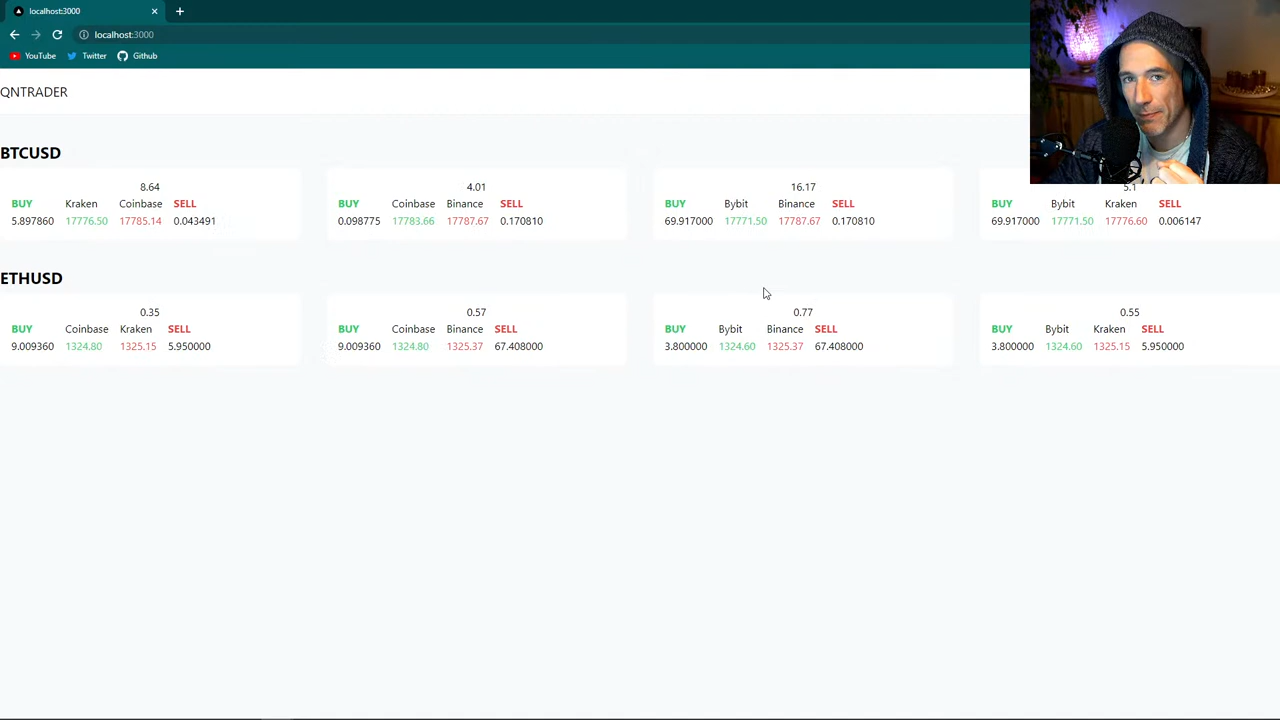 localhost:3000
localhost:3000
YouTube Twitter Github
QNTRADER
BTCUSD
8.64
BUY Kraken Coinbase SELL
5.897860 17776.50 17785.14 0.043491
4.01
BUY Coinbase Binance SELL
0.098775 17783.66 17787.67 0.170810
16.17
BUY Bybit Binance SELL
69.917000 17771.50 17787.67 0.170810
5.1
BUY Bybit Kraken SELL
69.917000 17771.50 17776.60 0.006147
ETHUSD
0.35
BUY Coinbase Kraken SELL
9.009360 1324.80 1325.15 5.950000
0.57
BUY Coinbase Binance SELL
9.009360 1324.80 1325.37 67.408000
0.77
BUY Bybit Binance SELL
3.800000 1324.60 1325.37 67.408000
0.55
BUY Bybit Kraken SELL
3.800000 1324.60 1325.15 5.950000